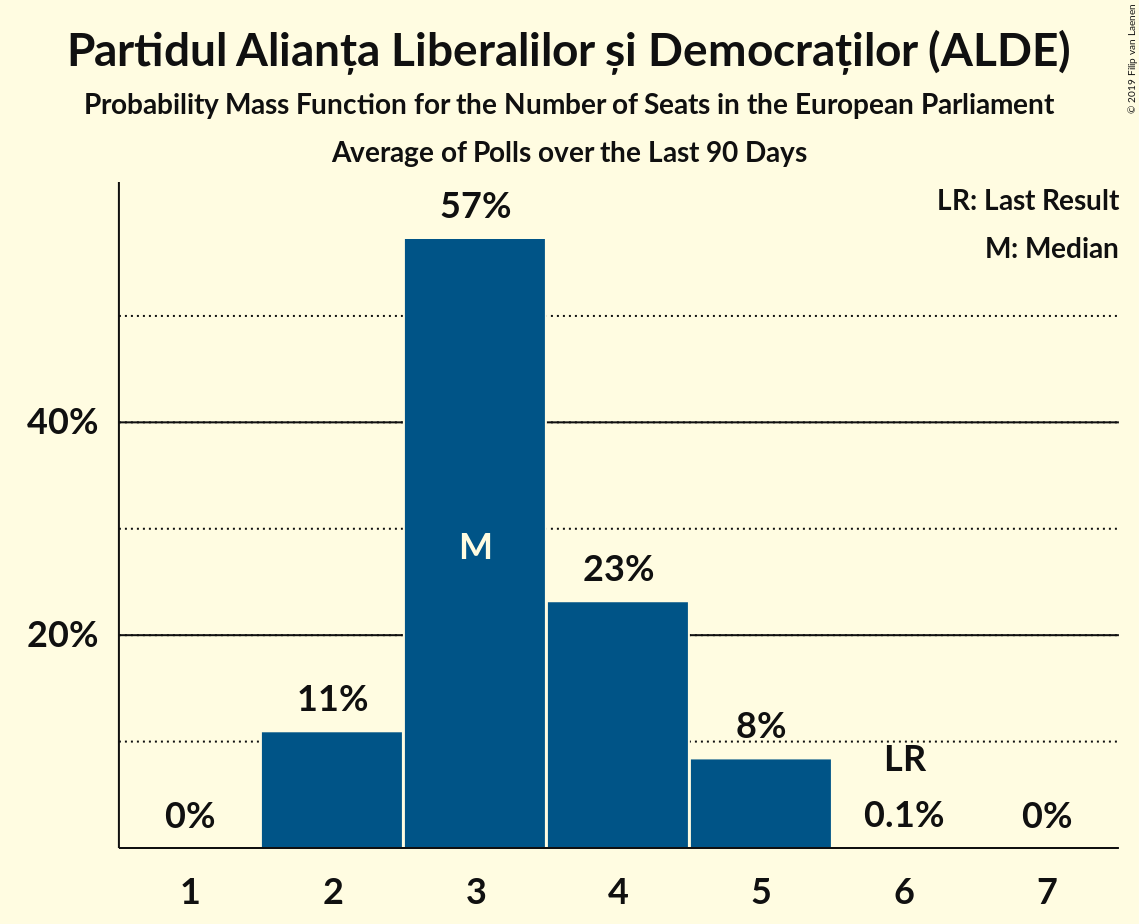 Partidul Alianța Liberalilor și Democraților (ALDE)
Probability Mass Function for the Number of Seats in the European Parliament
Average of Polls over the Last 90 Days
© 2019 Filip van Laenen
LR: Last Result
M: Median
57%
40%
M
23%
20%
11%
8%
LR
0%
0.1%
0%
1 2 3 4 5 6 7